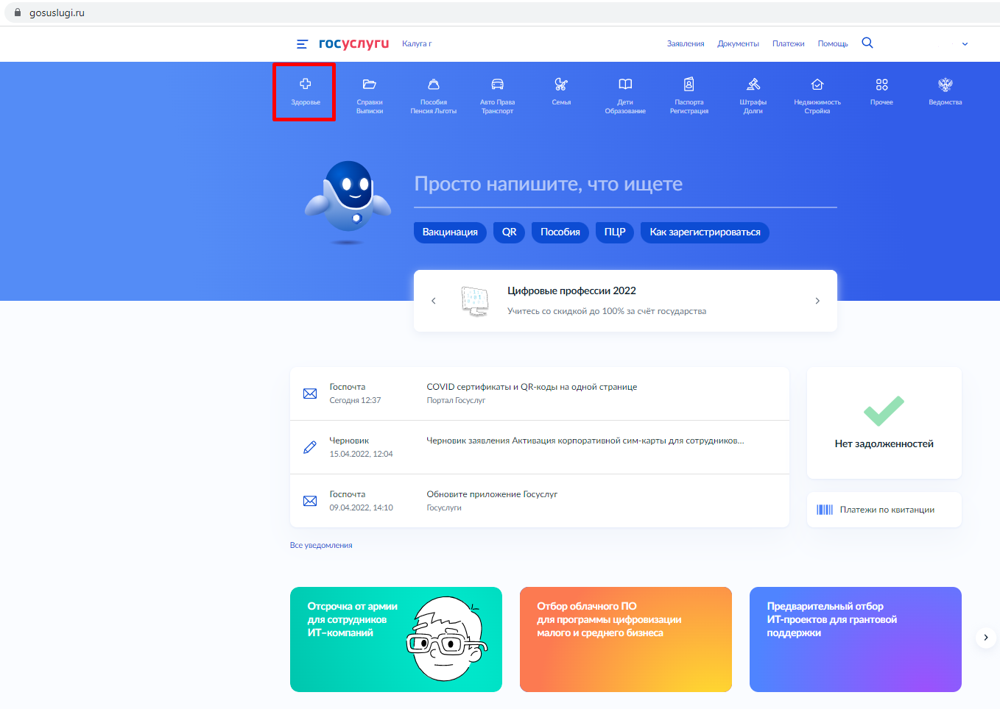 gosuslugi.ru
госуслуги
Калуга г
Заявления
Документы
Платежи
Помощь
Здоровье
Справки
Выписки
Пособия
Пенсия Льготы
Авто Права
Транспорт
Семья
Дети
Образование
Паспорта
Регистрация
Штрафы
Долги
Недвижимость
Стройка
Прочее
Ведомства
Просто напишите, что ищете
Вакцинация
QR
Пособия
ПЦР
Как зарегистрироваться
Цифровые профессии 2022
Учитесь со скидкой до 100% за счёт государства
Госпочта
Сегодня 12:37
COVID сертификаты и QR-коды на одной странице
Портал Госуслуг
Черновик
15.04.2022, 12:04
Черновик заявления Активация корпоративной сим-карты для сотрудников...
Госпочта
09.04.2022, 14:10
Обновите приложение Госуслуг
Госуслуги
Нет задолженностей
Платежи по квитанции
Все уведомления
Отсрочка от армии
для сотрудников
ИТ–компаний
Отбор облачного ПО
для программы цифровизации
малого и среднего бизнеса
Предварительный отбор
ИТ-проектов для грантовой
поддержки